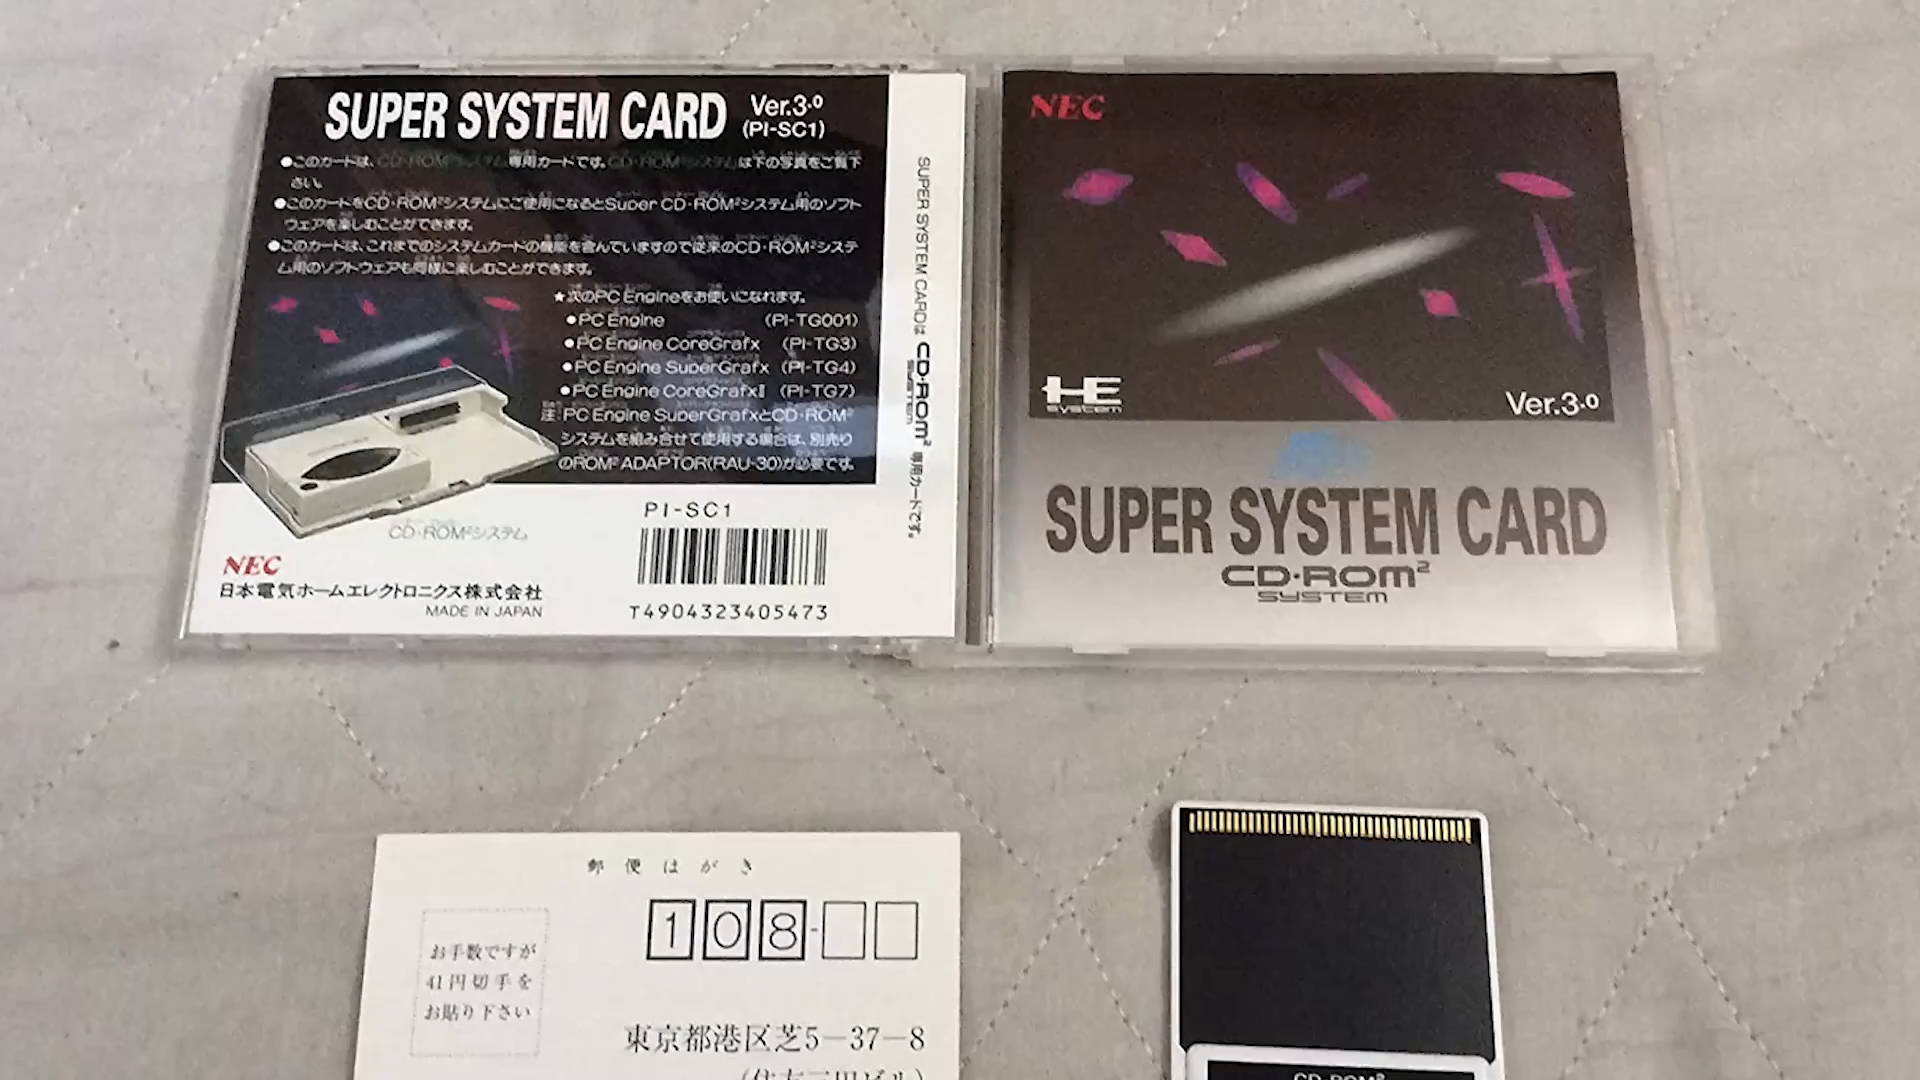 SUPER SYSTEM CARD Ver.3.0
(PI-SC1)
●このカードは、CD・ROM²システム専用カードです。CD・ROM²システムは下の写真をご覧下
さい。
●このカードをCD・ROM²システムにご使用になるとSuper CD・ROM²システム用のソフト
ウェアを楽しむことができます。
●このカードは、これまでのシステムカードの機能を含んでいますので従来のCD・ROM²システ
ム用のソフトウェアも同様に楽しむことができます。
★次のPC Engineをお使いになれます。
●PC Engine (PI-TG001)
●PC Engine CoreGrafx (PI-TG3)
●PC Engine SuperGrafx (PI-TG4)
●PC Engine CoreGrafxⅡ (PI-TG7)
注 PC Engine SuperGrafxとCD・ROM²
システムを組み合せて使用する場合は、別売り
のROM² ADAPTOR(RAU-30)が必要です。
CD・ROM²システム
NEC
日本電気ホームエレクトロニクス株式会社
MADE IN JAPAN
PI-SC1
T4904323405473
SUPER SYSTEM CARDは CD・ROM² SYSTEM 専用カードです。
NEC
HE system
Ver.3.0
SUPER SYSTEM CARD
CD・ROM²
SYSTEM
郵便はがき
108-
お手数ですが
41円切手を
お貼り下さい
東京都港区芝5-37-8
(住友三田ビル)
CD・ROM²